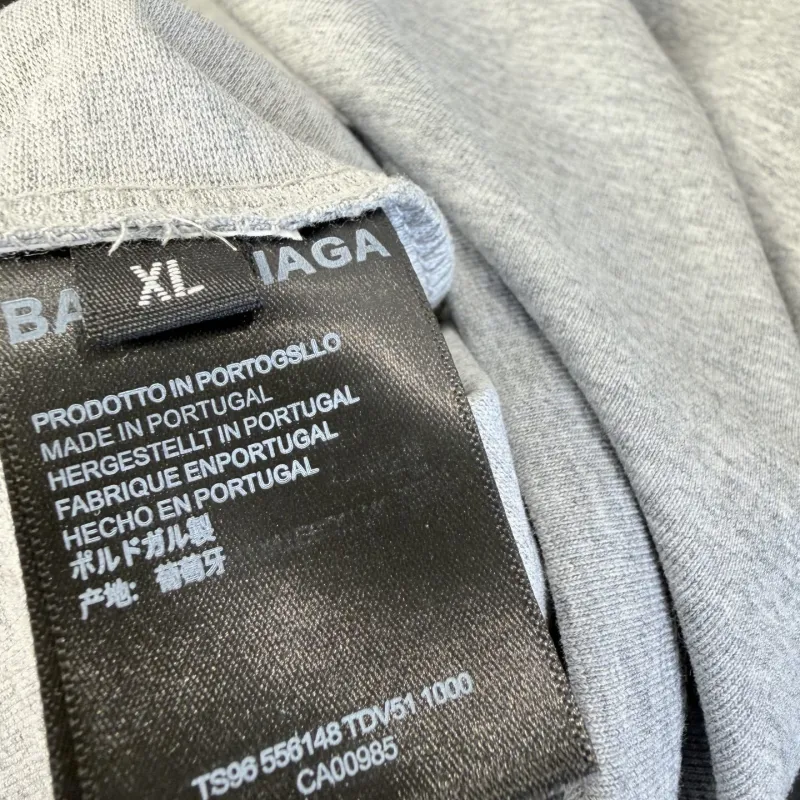 BA IAGA
XL
PRODOTTO IN PORTOGSLLO
MADE IN PORTUGAL
HERGESTELLT IN PORTUGAL
FABRIQUE ENPORTUGAL
HECHO EN PORTUGAL
ポルドガル製
产地: 葡萄牙
TS96 556148 TDV51 1000
CA00985